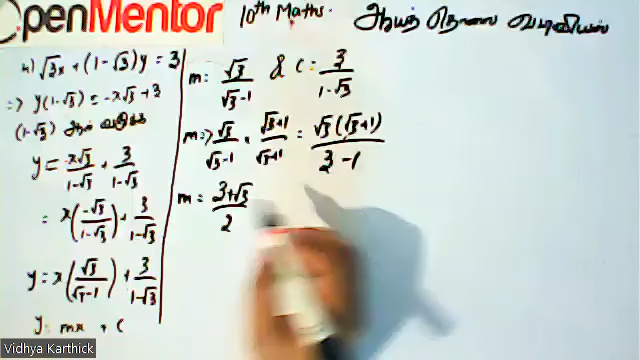 OpenMentor
10th Maths.
ஆயத் தொலை வடிவியல்
ii) √3x + (1-√3)y = 3
=> y(1-√3) = -x√3 + 3
(1-√3) ஆல் வகுக்க
y = -x√3/1-√3 + 3/1-√3
= x(-√3/1-√3) + 3/1-√3
y = x(√3/√3-1) + 3/1-√3
y = mx + c
m = √3/√3-1 & c = 3/1-√3
m => √3/√3-1 × √3+1/√3+1 = √3(√3+1)/3-1
m = 3+√3/2
Vidhya Karthick